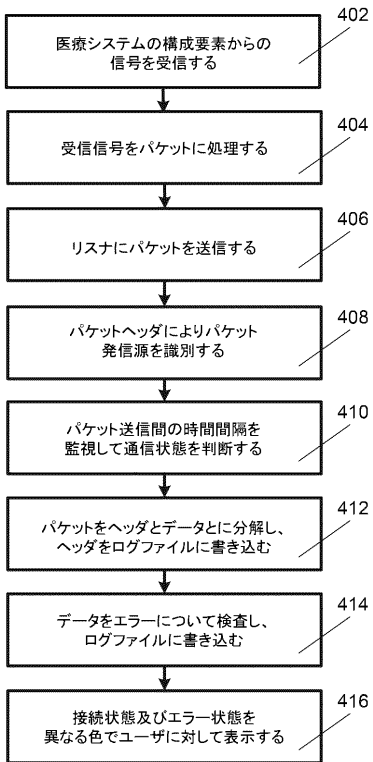 402
医療システムの構成要素からの
信号を受信する
404
受信信号をパケットに処理する
406
リスナにパケットを送信する
408
パケットヘッダによりパケット
発信源を識別する
410
パケット送信間の時間間隔を
監視して通信状態を判断する
412
パケットをヘッダとデータとに分解し、
ヘッダをログファイルに書き込む
414
データをエラーについて検査し、
ログファイルに書き込む
416
接続状態及びエラー状態を
異なる色でユーザに対して表示する